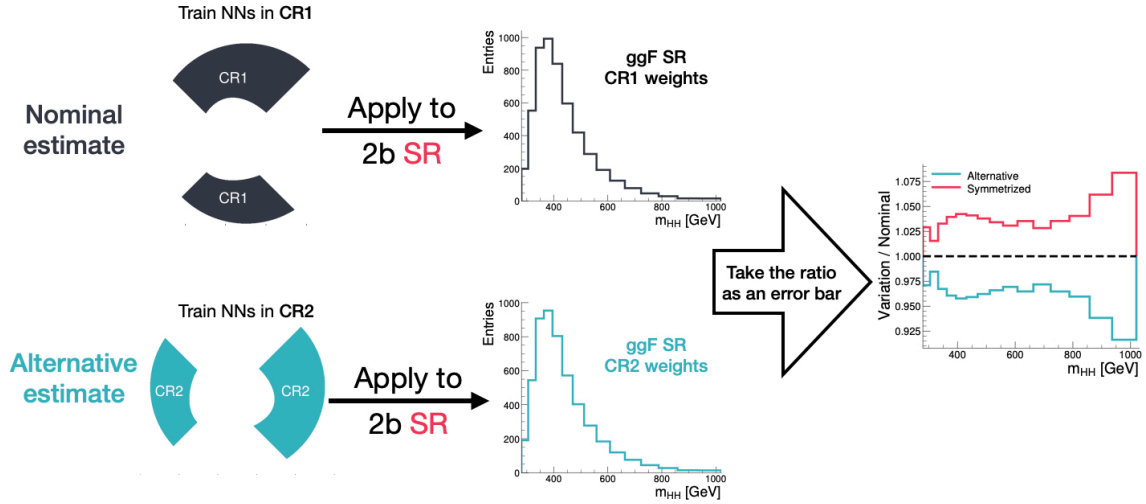 Train NNs in CR1
CR1
CR1
Nominal
estimate
Apply to
2b SR
Entries
1000
800
600
400
200
0
400
600
800
1000
m_HH [GeV]
ggF SR
CR1 weights
Train NNs in CR2
CR2
CR2
Alternative
estimate
Apply to
2b SR
Entries
1000
800
600
400
200
0
400
600
800
1000
m_HH [GeV]
ggF SR
CR2 weights
Take the ratio
as an error bar
Variation / Nominal
1.075
1.050
1.025
1.000
0.975
0.950
0.925
Alternative
Symmetrized
400
600
800
1000
m_HH [GeV]